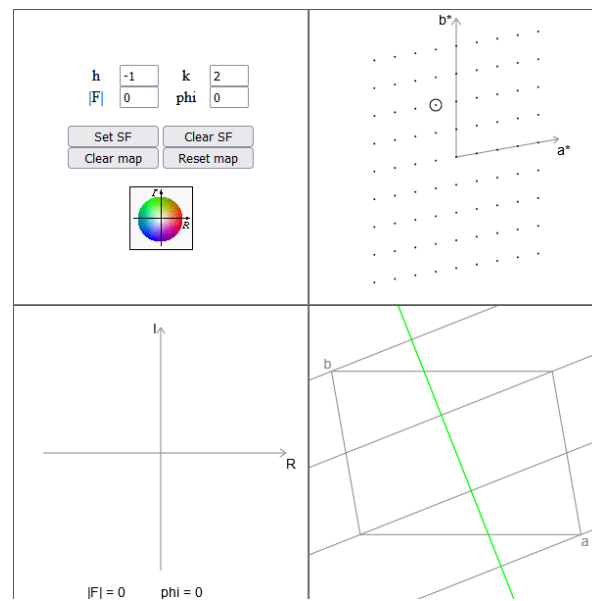 h -1 k 2
|F| 0 phi 0
Set SF Clear SF
Clear map Reset map
I
R
b*
a*
I
R
|F| = 0 phi = 0
b
a